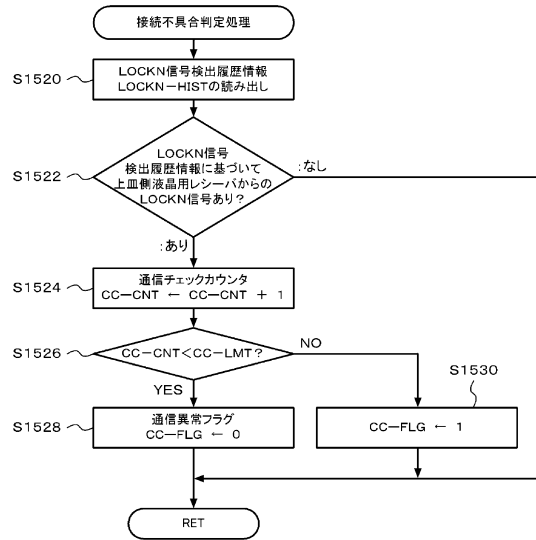 接続不具合判定処理
S1520
LOCKN信号検出履歴情報
LOCKN－HISTの読み出し
S1522
LOCKN信号
検出履歴情報に基づいて
上皿側液晶用レシーバからの
LOCKN信号あり？
:なし
:あり
S1524
通信チェックカウンタ
CC－CNT ← CC－CNT ＋ 1
S1526
CC－CNT＜CC－LMT？
NO
YES
S1530
S1528
通信異常フラグ
CC－FLG ← 0
CC－FLG ← 1
RET